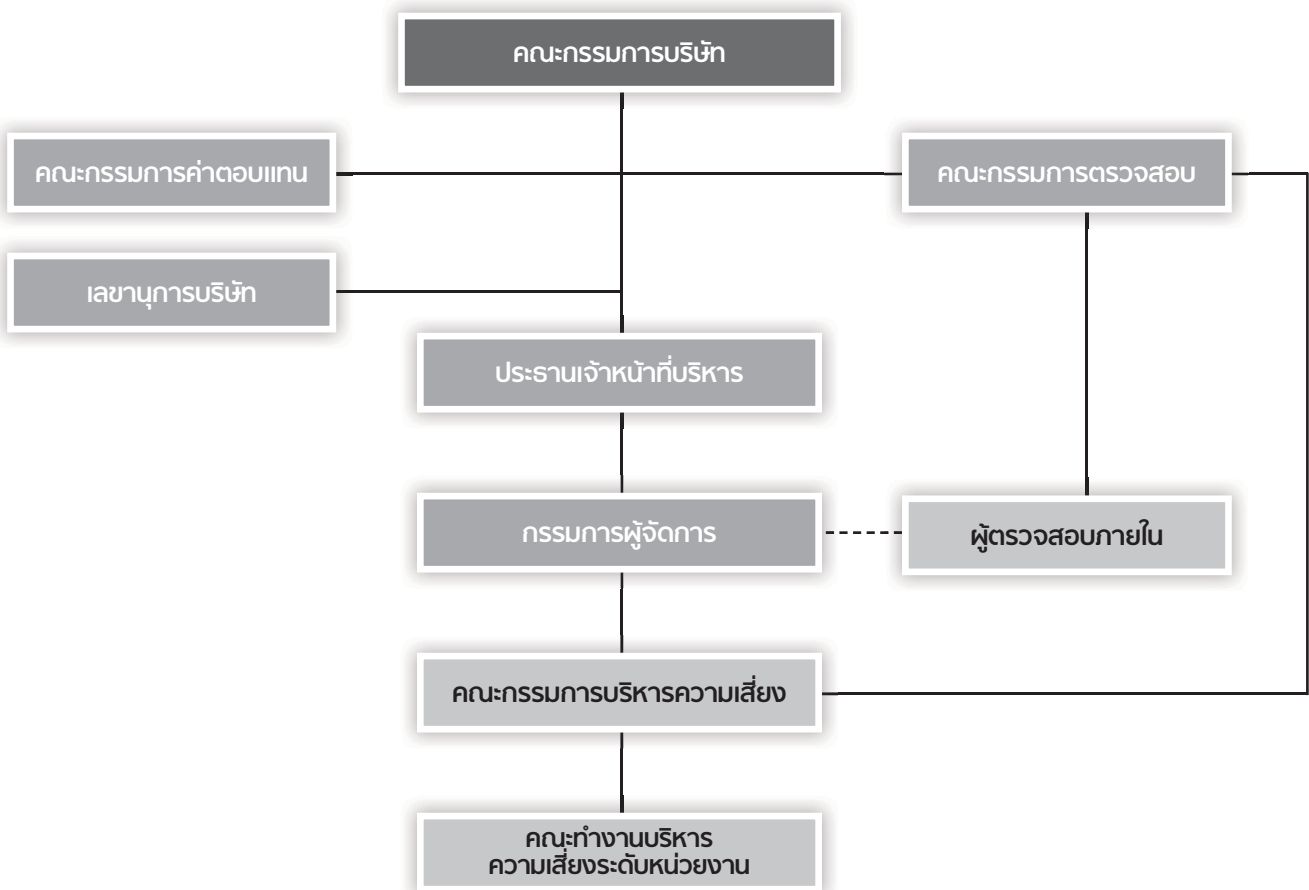 คณะกรรมการบริษัท
คณะกรรมการค่าตอบแทน
คณะกรรมการตรวจสอบ
เลขานุการบริษัท
ประธานเจ้าหน้าที่บริหาร
กรรมการผู้จัดการ
ผู้ตรวจสอบภายใน
คณะกรรมการบริหารความเสี่ยง
คณะทำงานบริหาร
ความเสี่ยงระดับหน่วยงาน